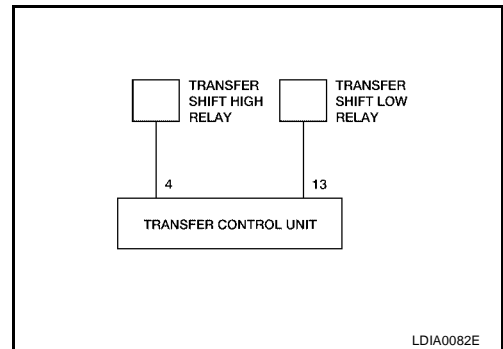 TRANSFER
SHIFT HIGH
RELAY
TRANSFER
SHIFT LOW
RELAY
4
13
TRANSFER CONTROL UNIT
LDIA0082E